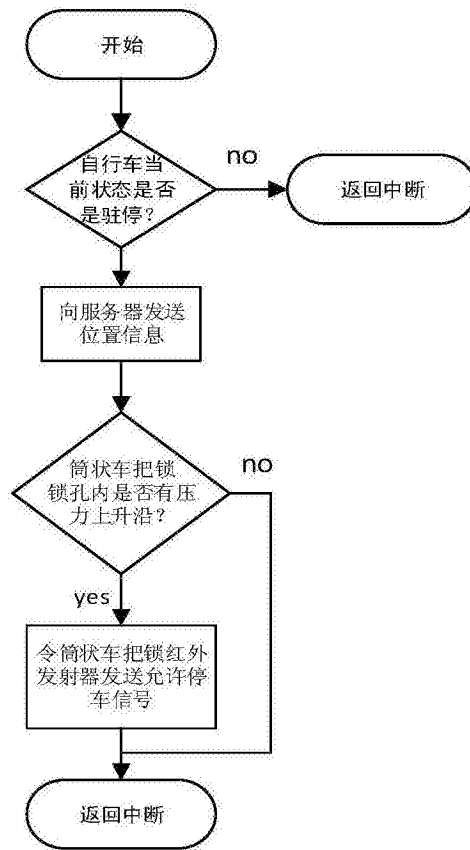 开始
自行车当
前状态是否
是驻停?
no
返回中断
向服务器发送
位置信息
筒状车把锁
锁孔内是否有压
力上升沿?
no
yes
令筒状车把锁红外
发射器发送允许停
车信号
返回中断